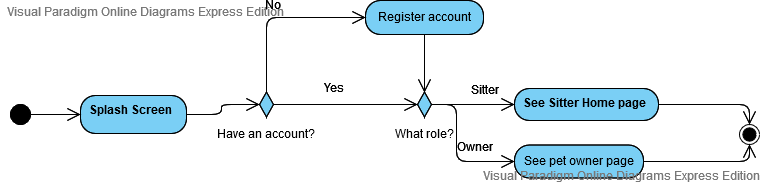 Visual Paradigm Online Diagrams Express Edition
No
Register account
Yes
Sitter
Splash Screen
See Sitter Home page
Have an account?
What role?
Owner
See pet owner page
Visual Paradigm Online Diagrams Express Edition